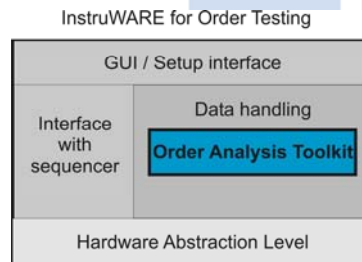 InstruWARE for Order Testing
GUI / Setup interface
Interface
with
sequencer
Data handling
Order Analysis Toolkit
Hardware Abstraction Level